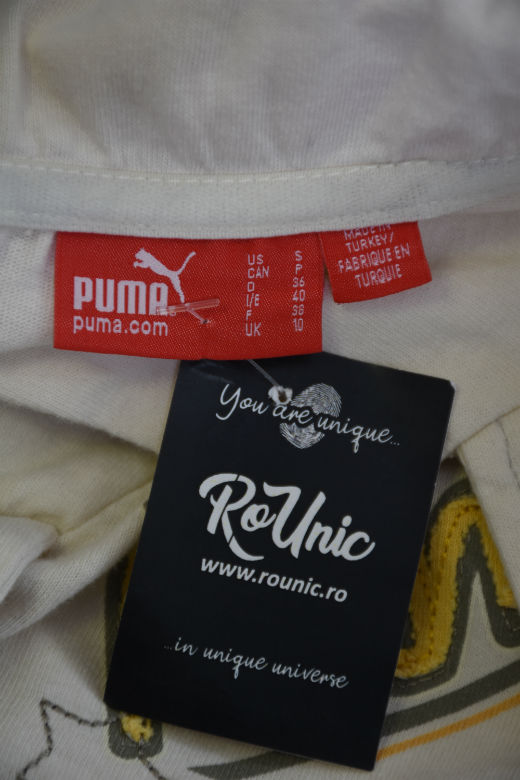 PUMA
puma.com
US S
CAN P
D 36
I/E 40
F 38
UK 10
MADE IN
TURKEY/
FABRIQUE EN
TURQUIE
You are unique...
RoUnic
www.rounic.ro
...in unique universe